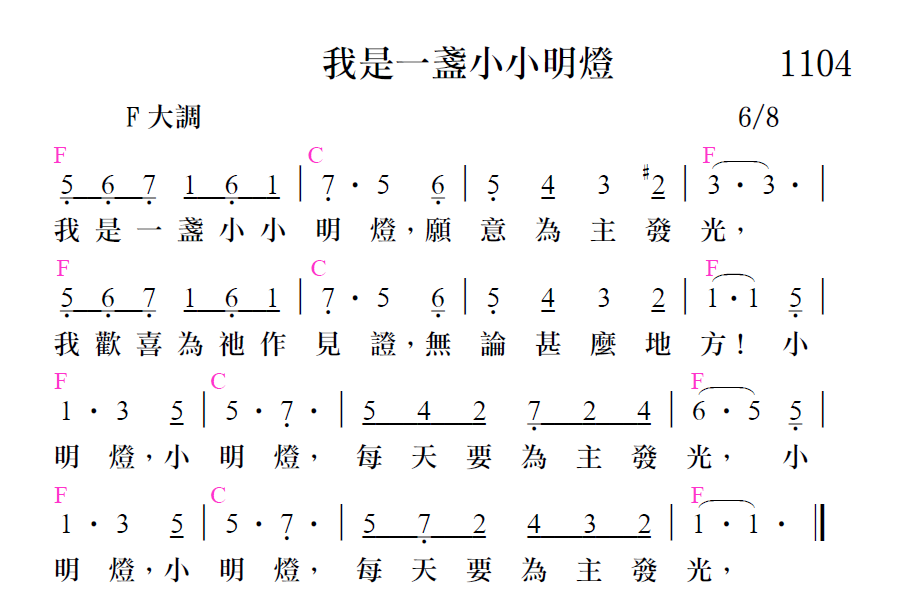 我是一盞小小明燈 1104
F 大調 6/8
F C F
5 6 7 1 6 1 | 7 · 5 6 | 5 4 3 #2 | 3 · 3 · |
我是一盞小小明燈，願意為主發光，
F C F
5 6 7 1 6 1 | 7 · 5 6 | 5 4 3 2 | 1 · 1 5 |
我歡喜為祂作見證，無論甚麼地方！小
F C F
1 · 3 5 | 5 · 7 · | 5 4 2 7 2 4 | 6 · 5 5 |
明燈，小明燈，每天要為主發光，小
F C F
1 · 3 5 | 5 · 7 · | 5 7 2 4 3 2 | 1 · 1 · ‖
明燈，小明燈，每天要為主發光，